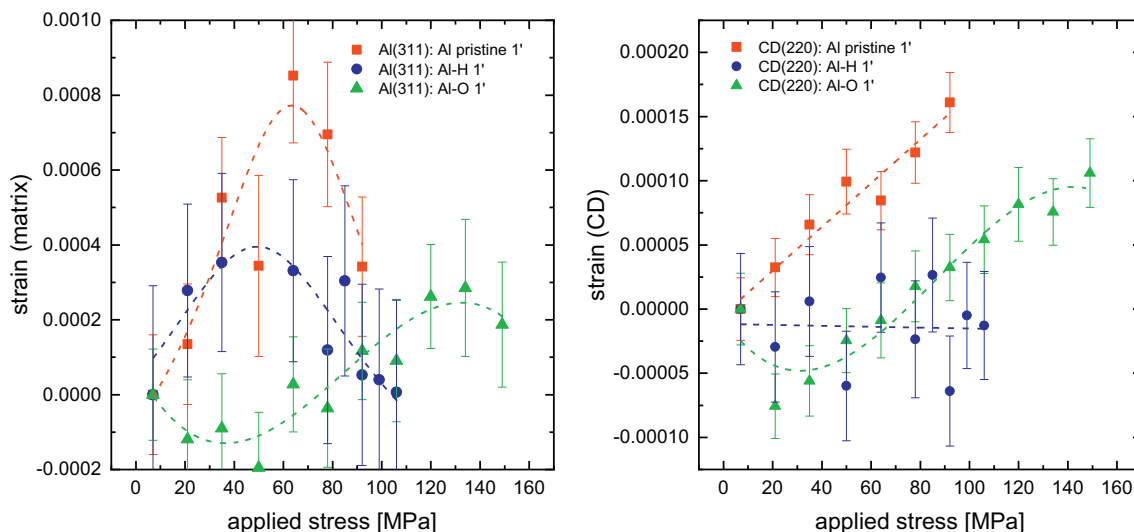 0.0010
0.0008
0.0006
0.0004
0.0002
0.0000
-0.0002
strain (matrix)
Al(311): Al pristine 1'
Al(311): Al-H 1'
Al(311): Al-O 1'
0 20 40 60 80 100 120 140 160
applied stress [MPa]
0.00020
0.00015
0.00010
0.00005
0.00000
-0.00005
-0.00010
strain (CD)
CD(220): Al pristine 1'
CD(220): Al-H 1'
CD(220): Al-O 1'
0 20 40 60 80 100 120 140 160
applied stress [MPa]